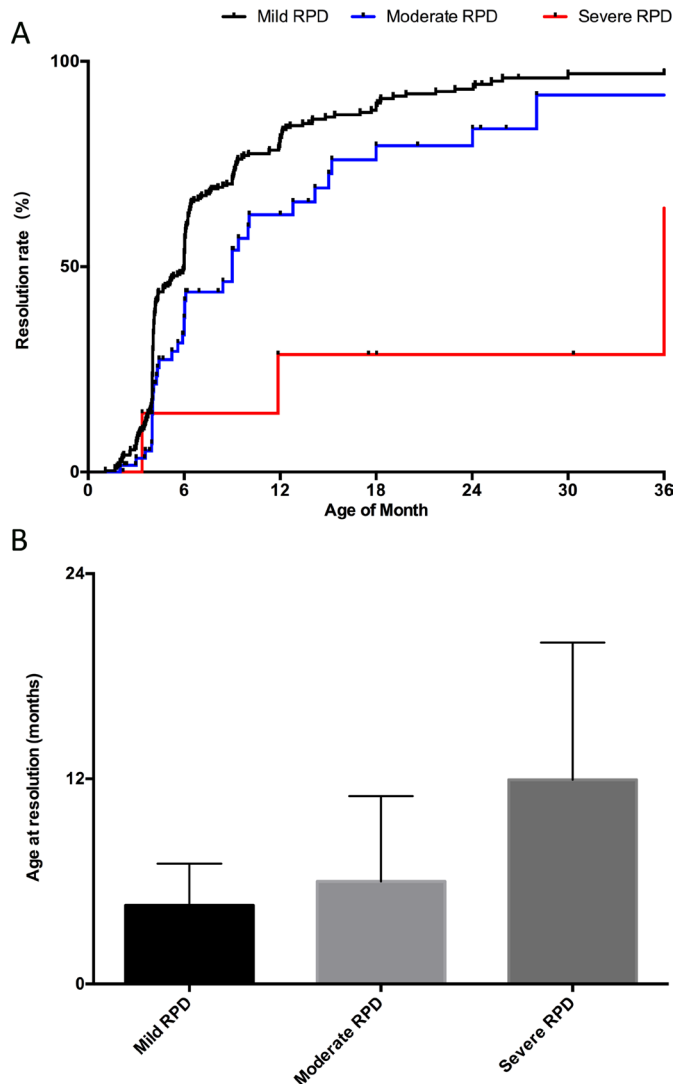 Mild RPD Moderate RPD Severe RPD
A
100
50
0
Resolution rate (%)
0 6 12 18 24 30 36
Age of Month
B
24
12
0
Age at resolution (months)
Mild RPD
Moderate RPD
Severe RPD